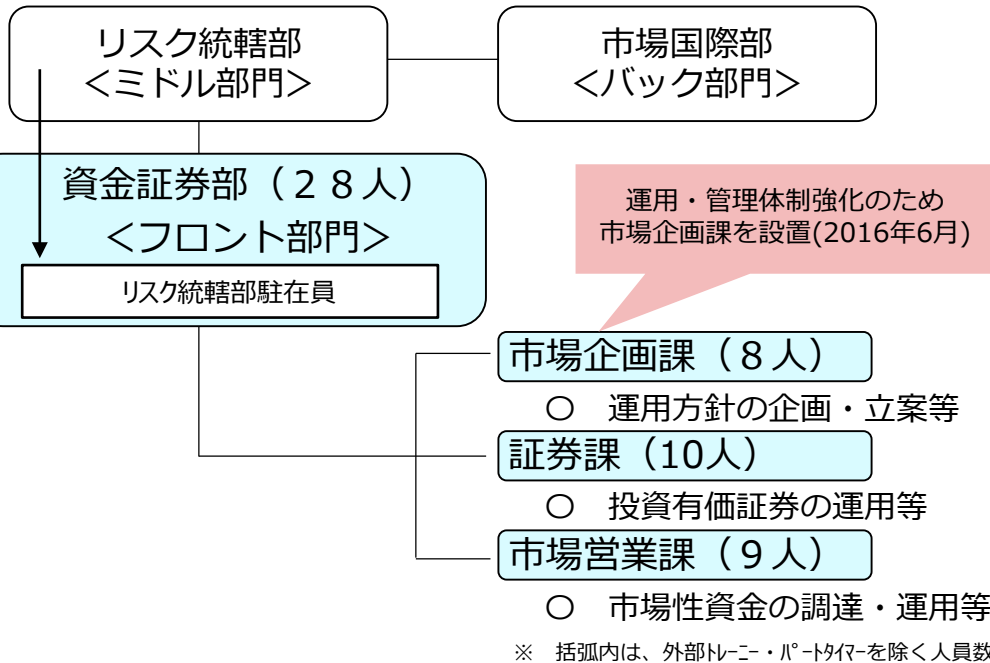 リスク統轄部
＜ミドル部門＞
市場国際部
＜バック部門＞
資金証券部（２８人）
＜フロント部門＞
リスク統轄部駐在員
運用・管理体制強化のため
市場企画課を設置(2016年6月)
市場企画課（８人）
○　運用方針の企画・立案等
証券課（10人）
○　投資有価証券の運用等
市場営業課（９人）
○　市場性資金の調達・運用等
※　括弧内は、外部ﾄﾚｰﾆｰ・ﾊﾟｰﾄﾀｲﾏｰを除く人員数